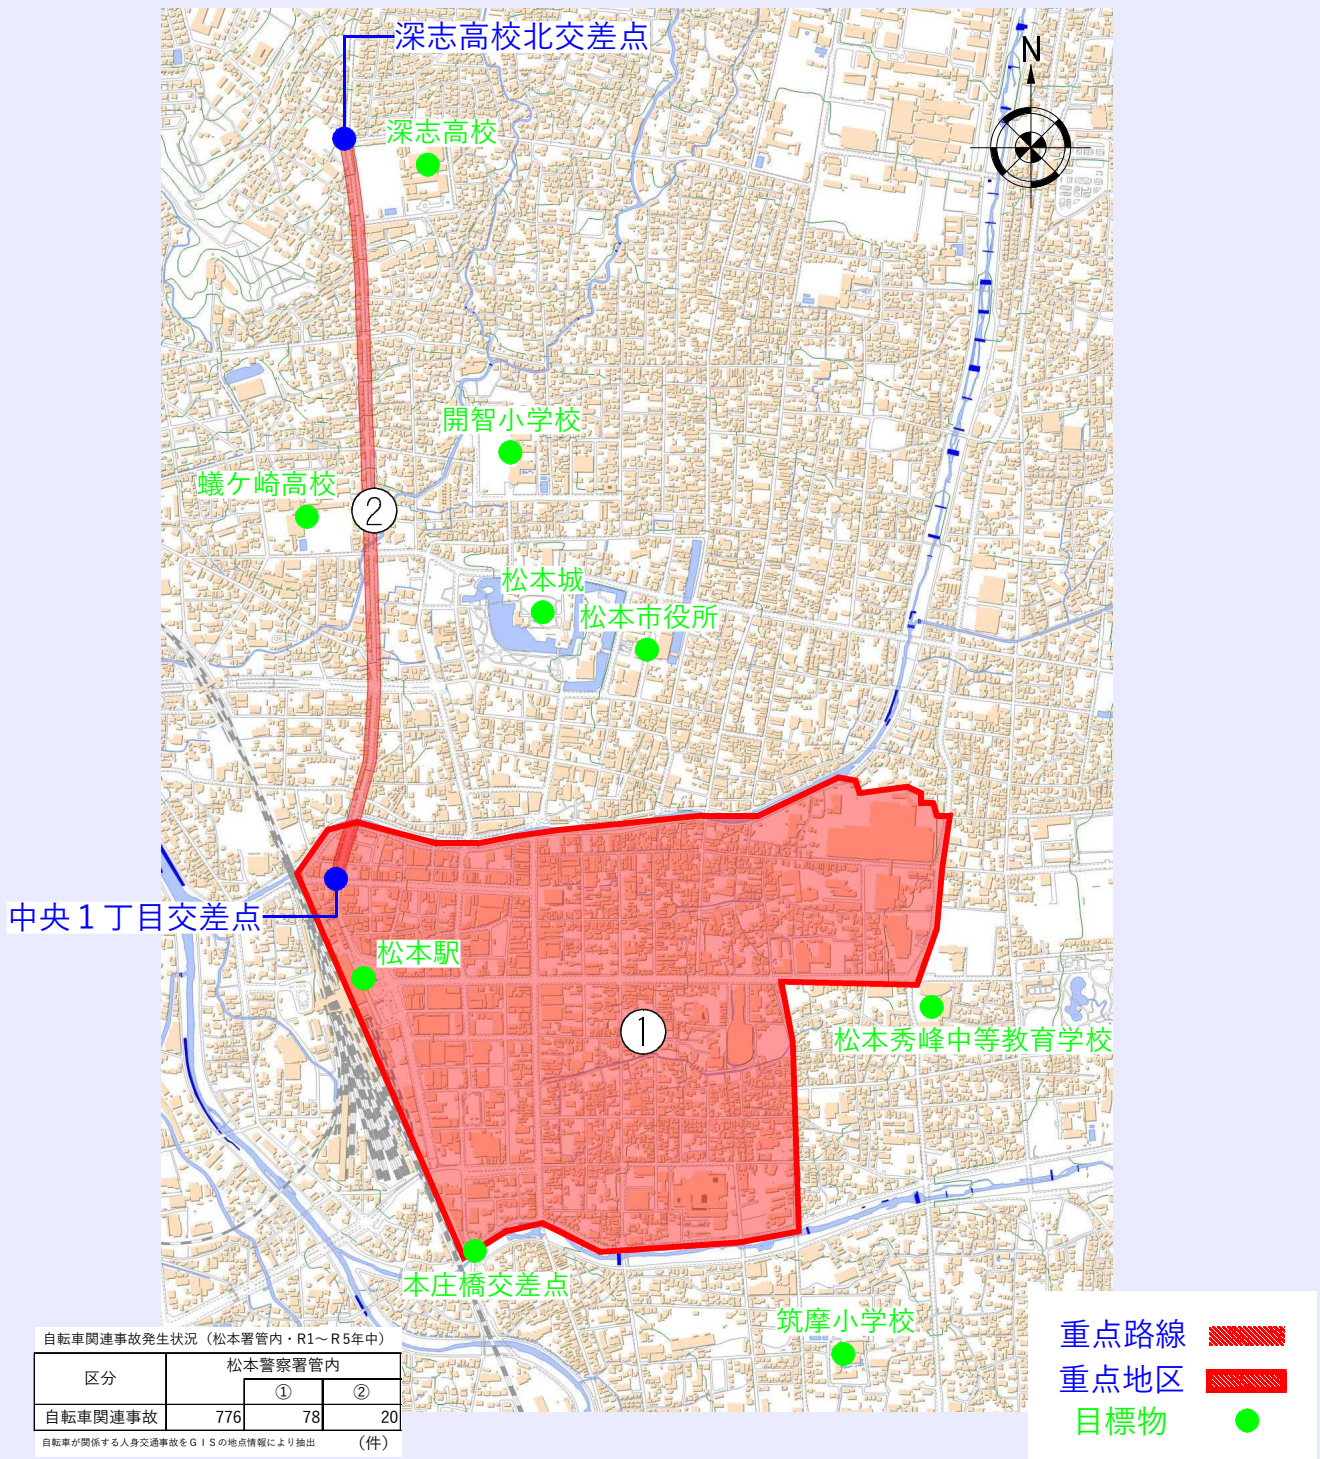 深志高校北交差点
N
深志高校
開智小学校
蟻ケ崎高校
②
松本城
松本市役所
中央１丁目交差点
松本駅
①
松本秀峰中等教育学校
本庄橋交差点
筑摩小学校
重点路線
重点地区
目標物
自転車関連事故発生状況（松本署管内・R1～Ｒ5年中）
区分 松本警察署管内
① ②
自転車関連事故 776 78 20
自転車が関係する人身交通事故をＧＩＳの地点情報により抽出 （件）